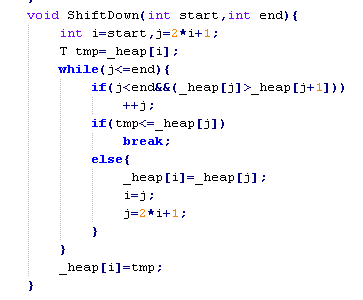 void ShiftDown(int start,int end){
int i=start,j=2*i+1;
T tmp=_heap[i];
while(j<=end){
if(j<end&&(_heap[j]>_heap[j+1]))
++j;
if(tmp<=_heap[j])
break;
else{
_heap[i]=_heap[j];
i=j;
j=2*i+1;
}
}
_heap[i]=tmp;
}